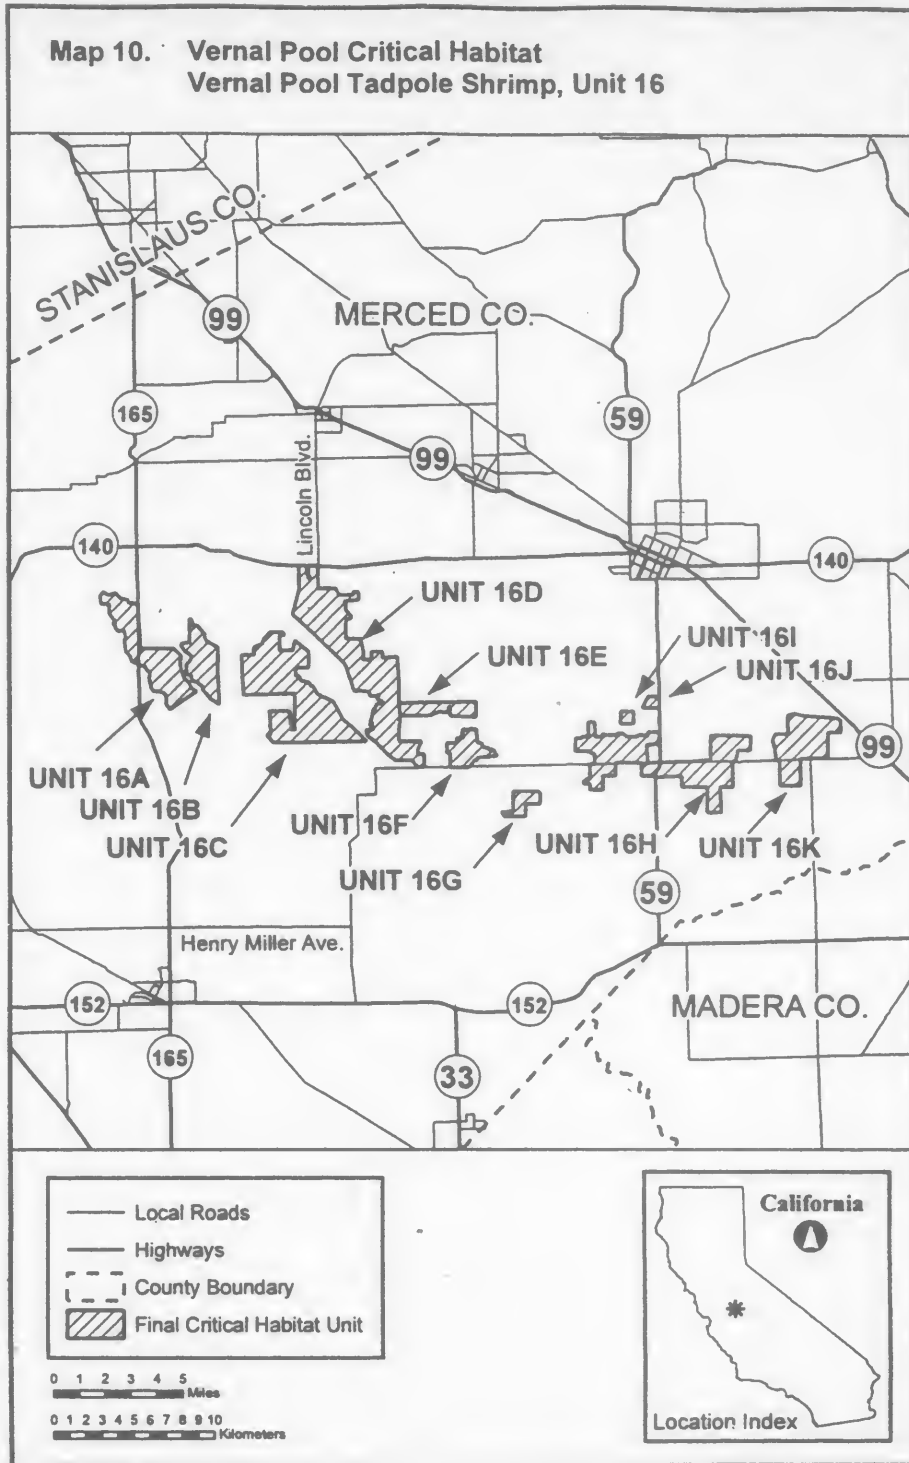 Map 10. Vernal Pool Critical Habitat
Vernal Pool Tadpole Shrimp, Unit 16
STANISLAUS CO.
99
MERCED CO.
165
59
Lincoln Blvd.
99
140
140
UNIT 16D
UNIT 16I
UNIT 16E
UNIT 16J
99
UNIT 16A
UNIT 16B
UNIT 16F
UNIT 16C
UNIT 16H
UNIT 16K
UNIT 16G
59
Henry Miller Ave.
152
152
MADERA CO.
165
33
Local Roads
Highways
County Boundary
Final Critical Habitat Unit
0 1 2 3 4 5
Miles
0 1 2 3 4 5 6 7 8 9 10
Kilometers
California
Location Index